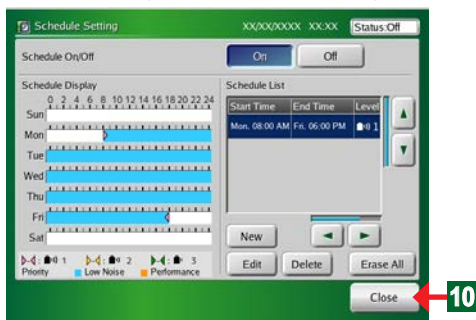 Schedule Setting XX/XX/XXXX XX:XX Status:Off
Schedule On/Off On Off
Schedule Display
0 2 4 6 8 10 12 14 16 18 20 22 24
Sun
Mon
Tue
Wed
Thu
Fri
Sat
1 2 3
Priority Low Noise Performance
Schedule List
Start Time End Time Level
Mon. 08:00 AM Fri. 06:00 PM 1
New
Edit Delete Erase All
Close 10